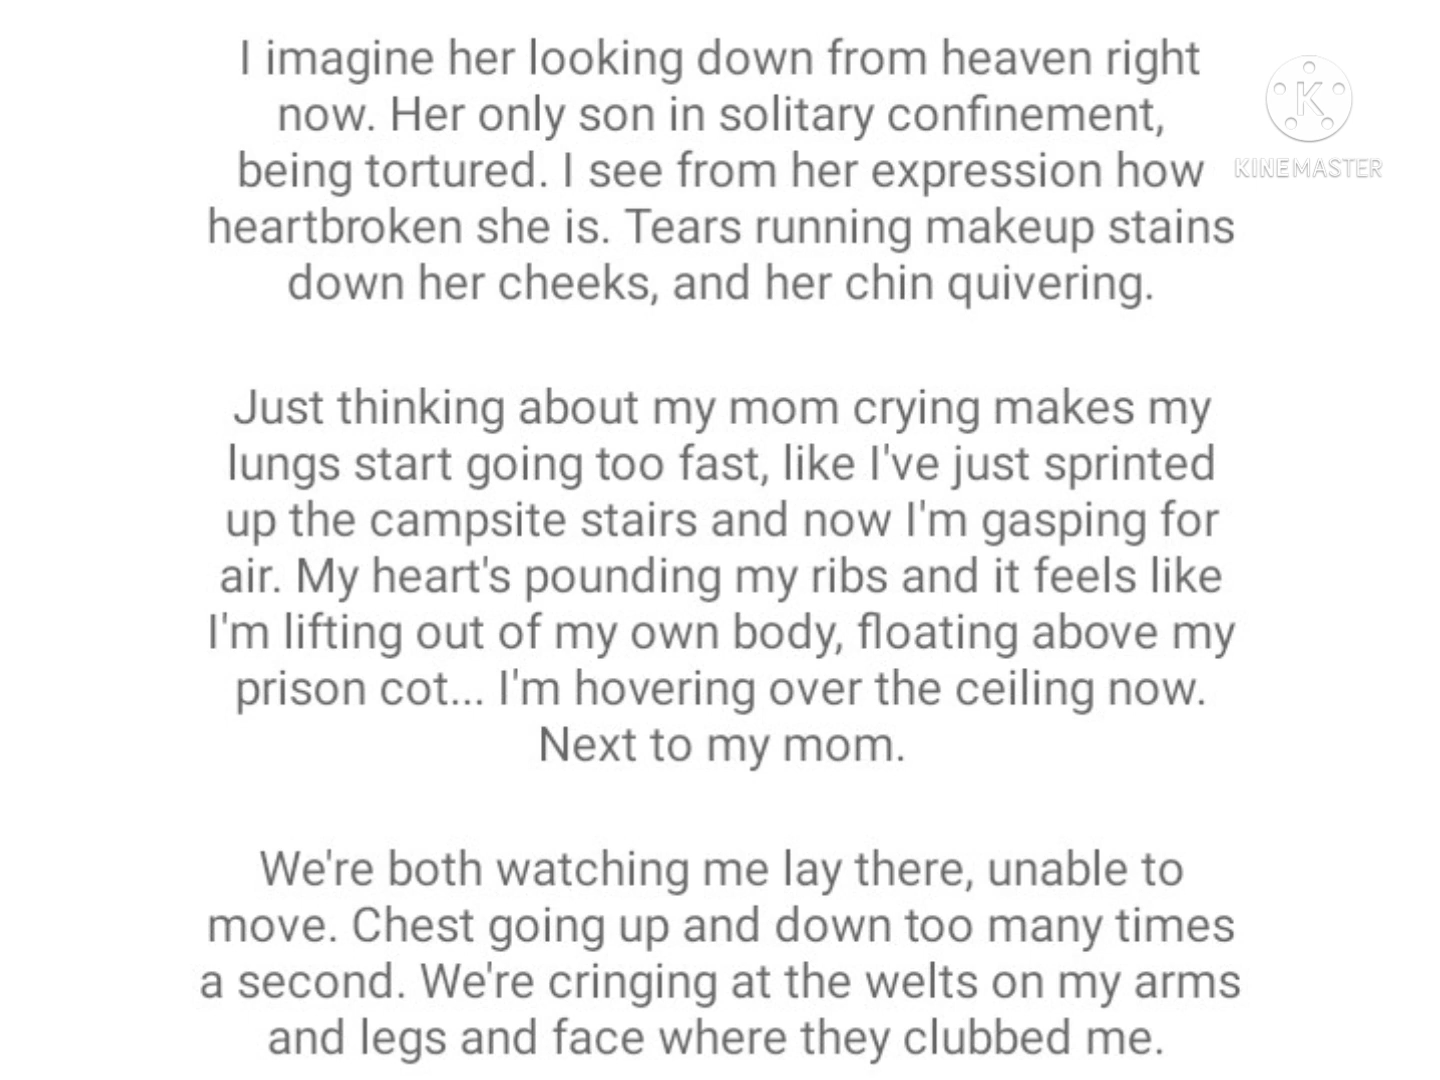 I imagine her looking down from heaven right
now. Her only son in solitary confinement,
being tortured. I see from her expression how
heartbroken she is. Tears running makeup stains
down her cheeks, and her chin quivering.
Just thinking about my mom crying makes my
lungs start going too fast, like I've just sprinted
up the campsite stairs and now I'm gasping for
air. My heart's pounding my ribs and it feels like
I'm lifting out of my own body, floating above my
prison cot... I'm hovering over the ceiling now.
Next to my mom.
We're both watching me lay there, unable to
move. Chest going up and down too many times
a second. We're cringing at the welts on my arms
and legs and face where they clubbed me.
K
KINEMASTER